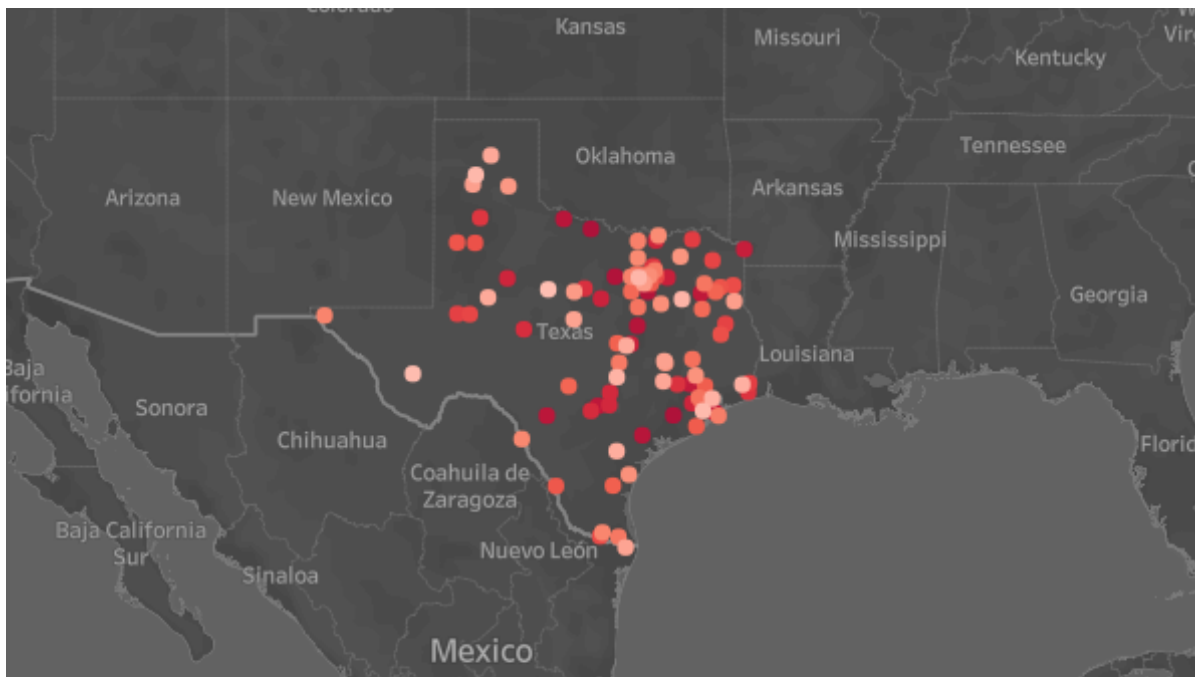 Colorado
Kansas
Missouri
Kentucky
Tennessee
Oklahoma
Arkansas
Arizona
New Mexico
Mississippi
Georgia
Texas
Louisiana
Sonora
Chihuahua
Coahuila de
Zaragoza
Baja California
Sur
Nuevo León
Sinaloa
Mexico